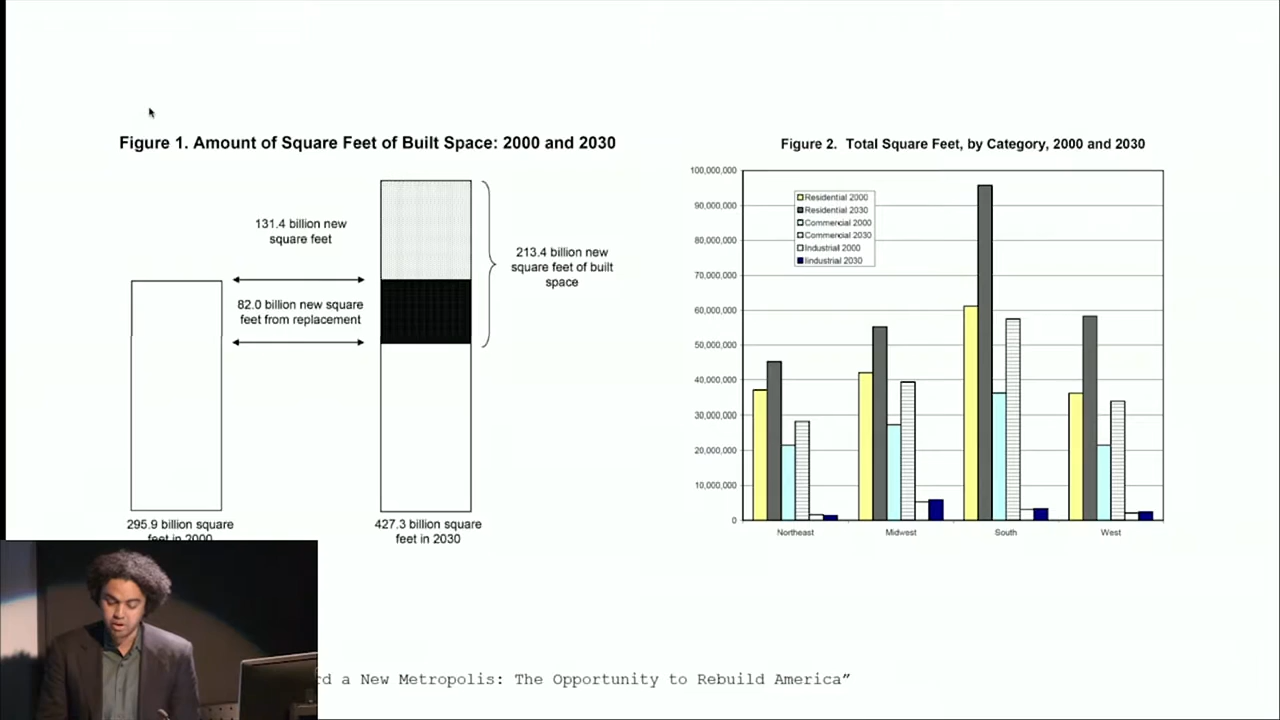 Figure 1. Amount of Square Feet of Built Space: 2000 and 2030
131.4 billion new
square feet
82.0 billion new square
feet from replacement
213.4 billion new
square feet of built
space
295.9 billion square
feet in 2000
427.3 billion square
feet in 2030
Figure 2. Total Square Feet, by Category, 2000 and 2030
100,000,000
90,000,000
80,000,000
70,000,000
60,000,000
50,000,000
40,000,000
30,000,000
20,000,000
10,000,000
0
Residential 2000
Residential 2030
Commercial 2000
Commercial 2030
Industrial 2000
Iindustrial 2030
Northeast
Midwest
South
West
a New Metropolis: The Opportunity to Rebuild America”